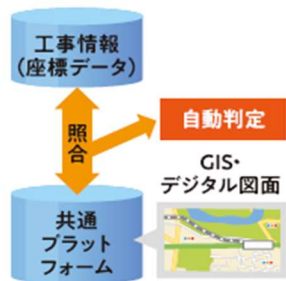 工事情報
(座標データ)
照合
自動判定
GIS・
デジタル図面
共通
プラット
フォーム